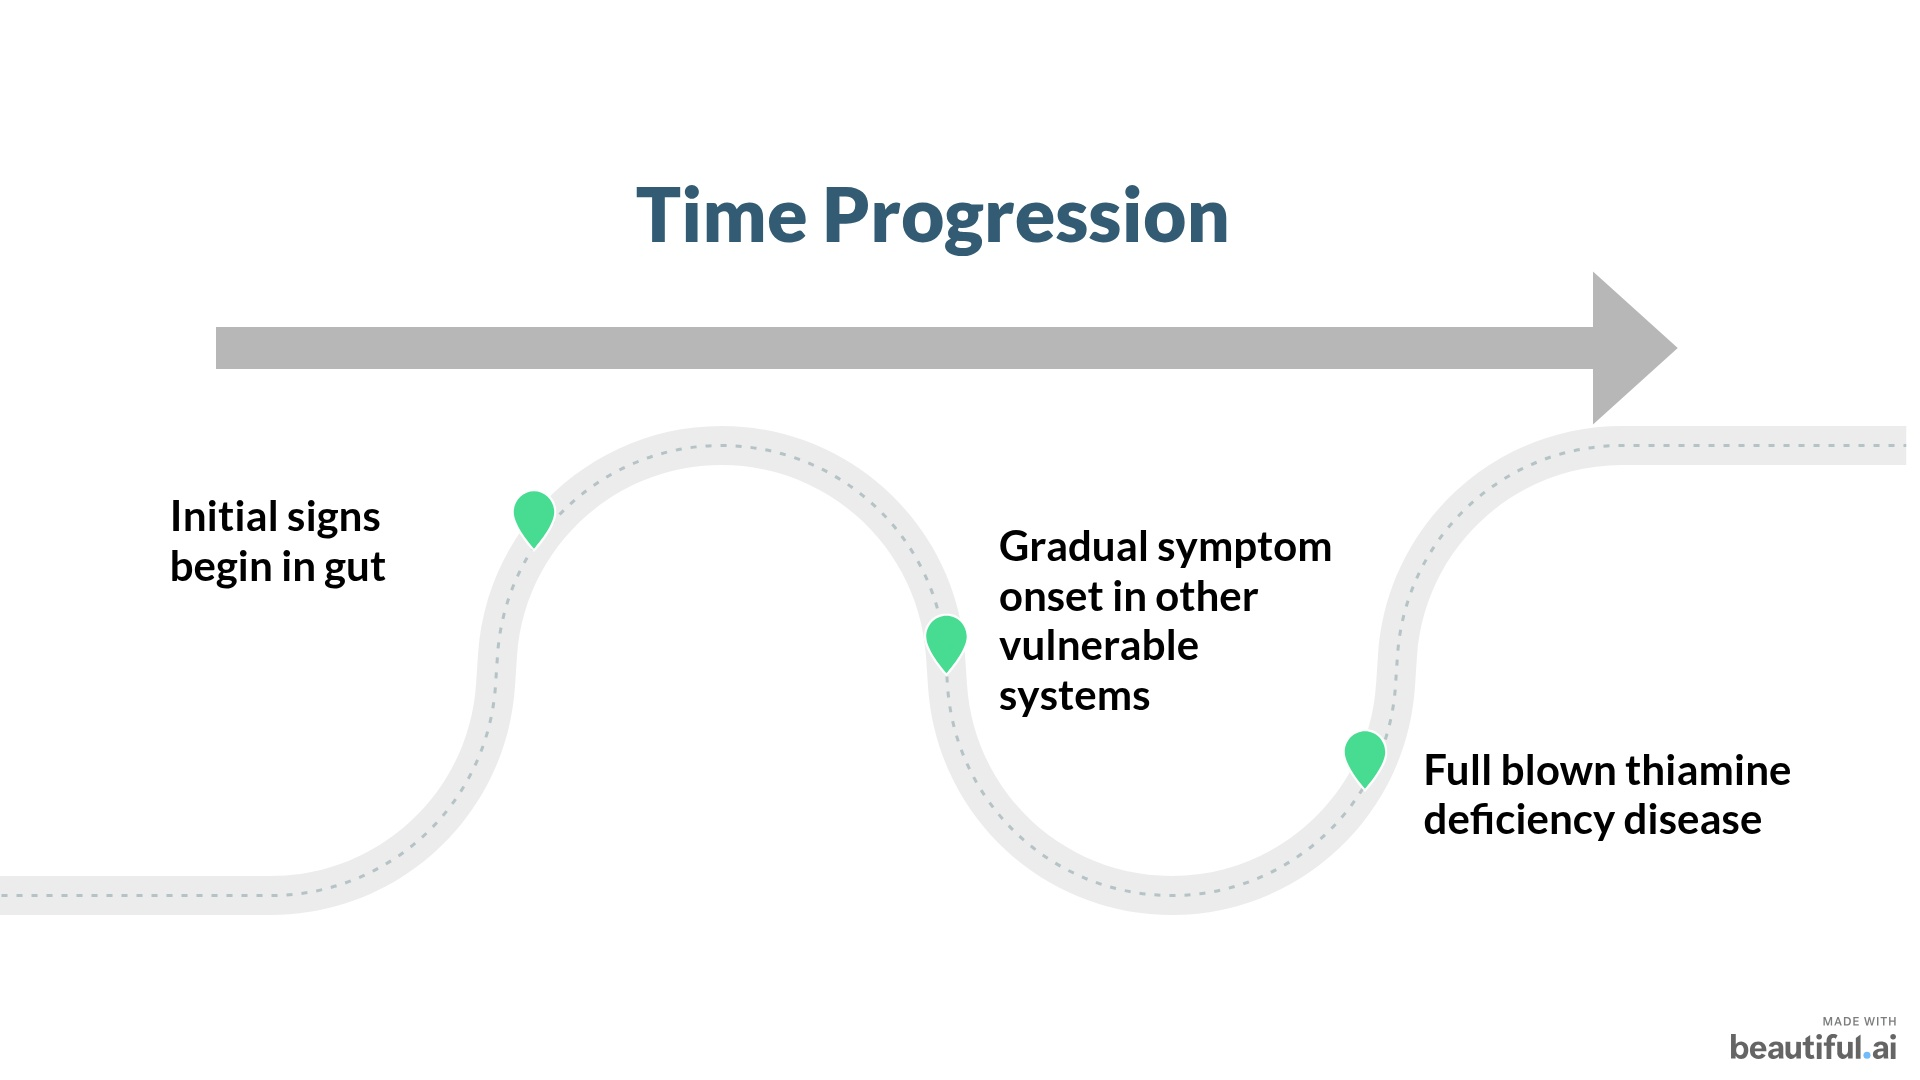 Time Progression
Initial signs
begin in gut
Gradual symptom
onset in other
vulnerable
systems
Full blown thiamine
deficiency disease
MADE WITH
beautiful.ai